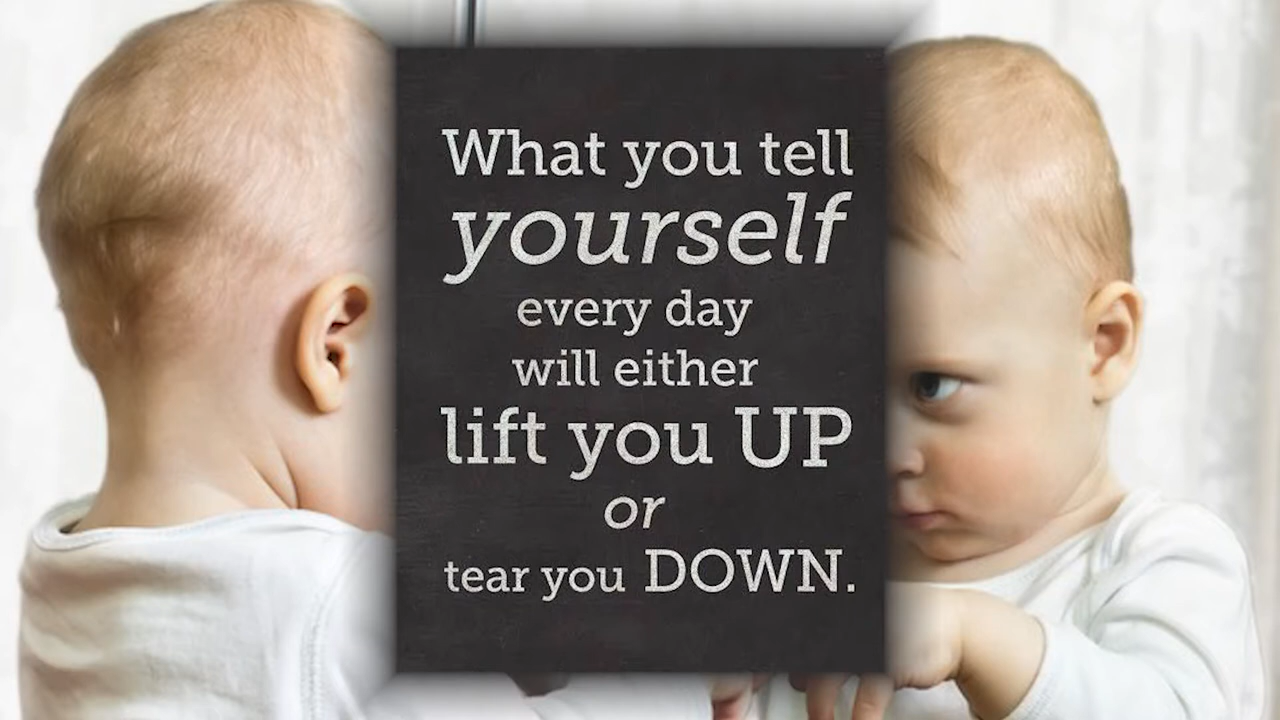 What you tell
yourself
every day
will either
lift you UP
or
tear you DOWN.